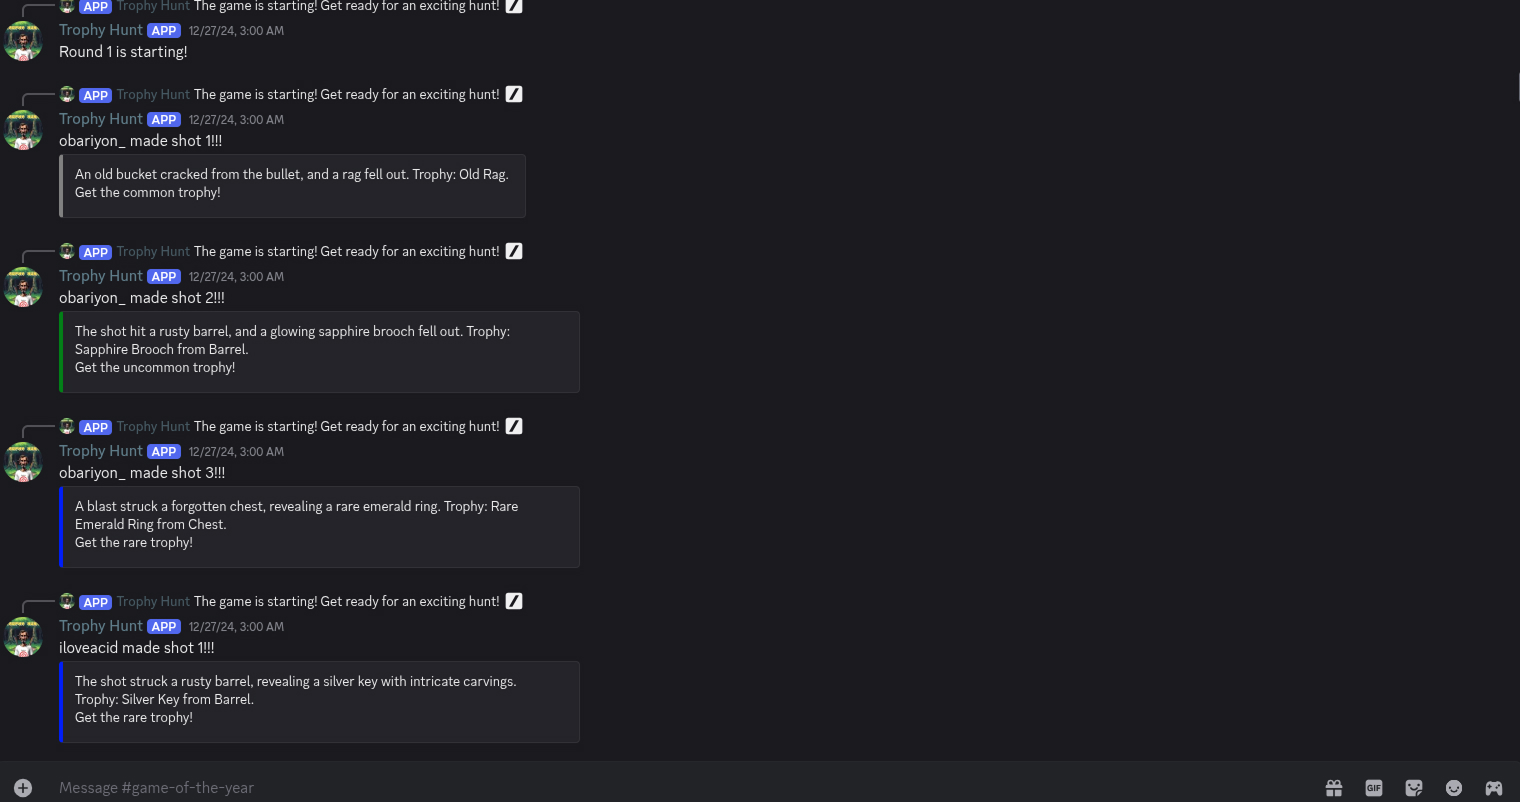 APP Trophy Hunt The game is starting! Get ready for an exciting hunt!
Trophy Hunt APP 12/27/24, 3:00 AM
Round 1 is starting!
APP Trophy Hunt The game is starting! Get ready for an exciting hunt!
Trophy Hunt APP 12/27/24, 3:00 AM
obariyon_ made shot 1!!!
An old bucket cracked from the bullet, and a rag fell out. Trophy: Old Rag.
Get the common trophy!
APP Trophy Hunt The game is starting! Get ready for an exciting hunt!
Trophy Hunt APP 12/27/24, 3:00 AM
obariyon_ made shot 2!!!
The shot hit a rusty barrel, and a glowing sapphire brooch fell out. Trophy:
Sapphire Brooch from Barrel.
Get the uncommon trophy!
APP Trophy Hunt The game is starting! Get ready for an exciting hunt!
Trophy Hunt APP 12/27/24, 3:00 AM
obariyon_ made shot 3!!!
A blast struck a forgotten chest, revealing a rare emerald ring. Trophy: Rare
Emerald Ring from Chest.
Get the rare trophy!
APP Trophy Hunt The game is starting! Get ready for an exciting hunt!
Trophy Hunt APP 12/27/24, 3:00 AM
iloveacid made shot 1!!!
The shot struck a rusty barrel, revealing a silver key with intricate carvings.
Trophy: Silver Key from Barrel.
Get the rare trophy!
Message #game-of-the-year
GIF